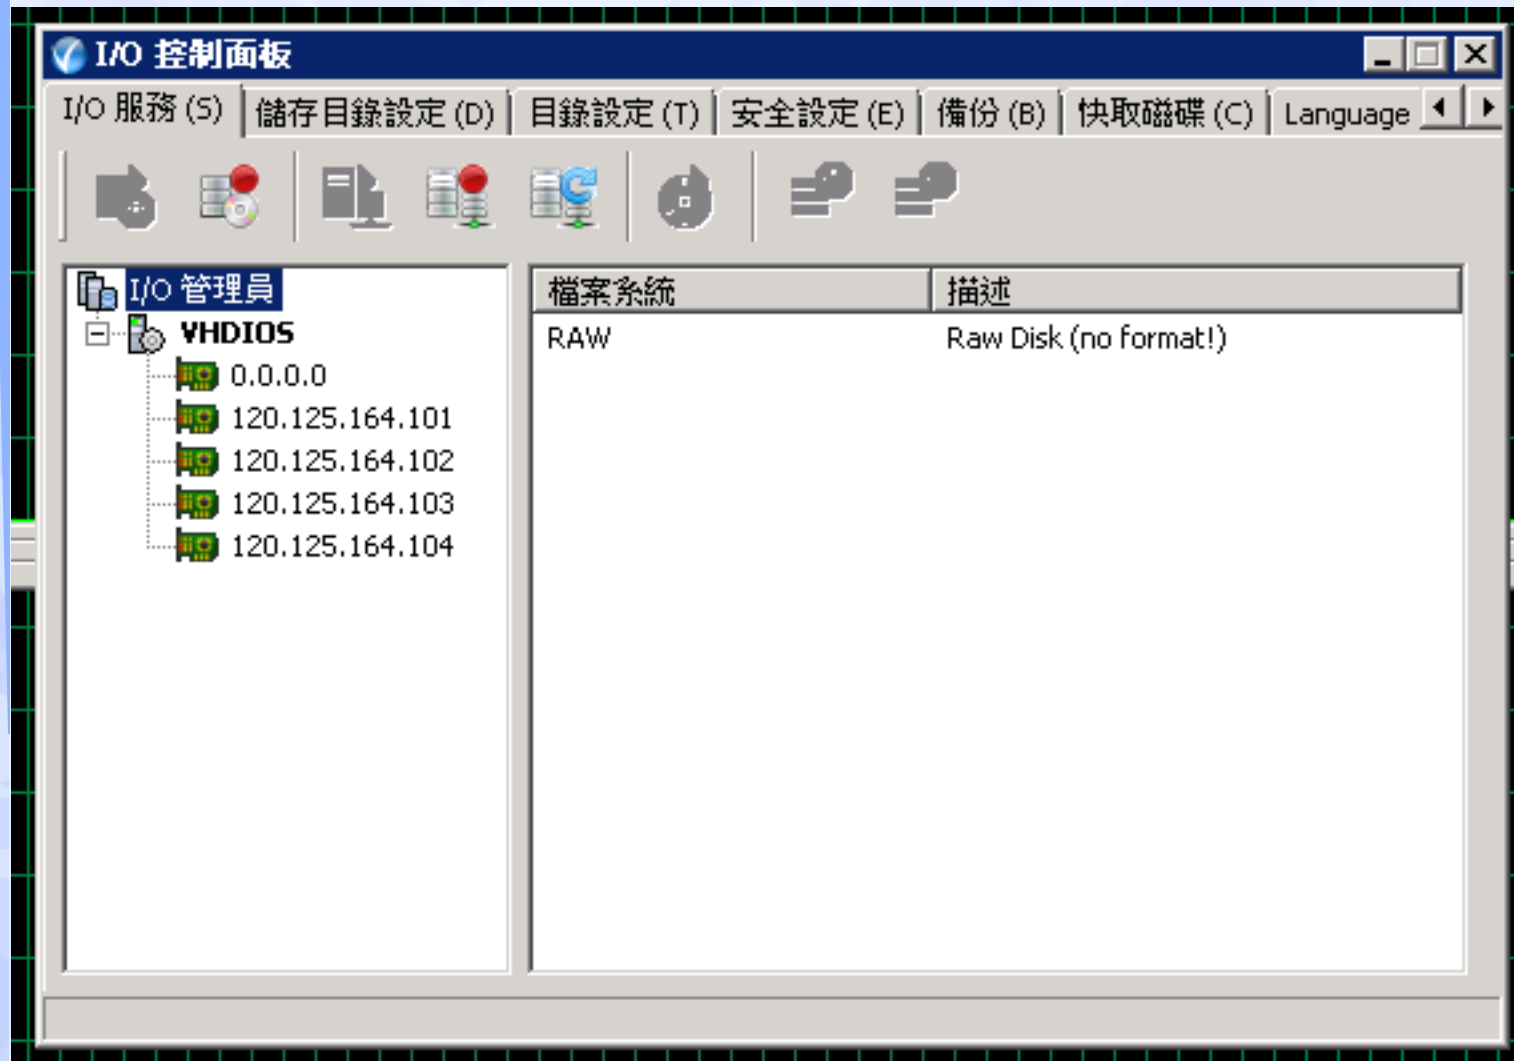 I/O 控制面板
I/O 服務 (S) 儲存目錄設定 (D) 目錄設定 (T) 安全設定 (E) 備份 (B) 快取磁碟 (C) Language
I/O 管理員
VHDIOS
0.0.0.0
120.125.164.101
120.125.164.102
120.125.164.103
120.125.164.104
檔案系統 描述
RAW Raw Disk (no format!)